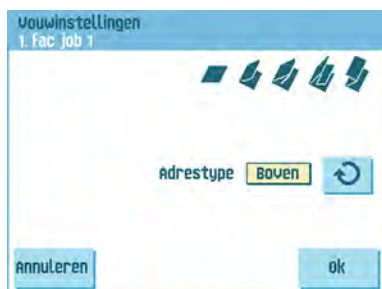 Vouwinstellingen
1. Fac job 1
Adrestype Boven
Annuleren ok